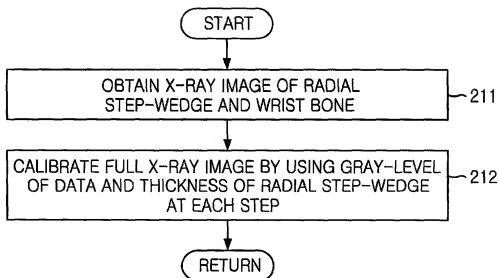 START
OBTAIN X-RAY IMAGE OF RADIAL
STEP-WEDGE AND WRIST BONE
211
CALIBRATE FULL X-RAY IMAGE BY USING GRAY-LEVEL
OF DATA AND THICKNESS OF RADIAL STEP-WEDGE
AT EACH STEP
212
RETURN